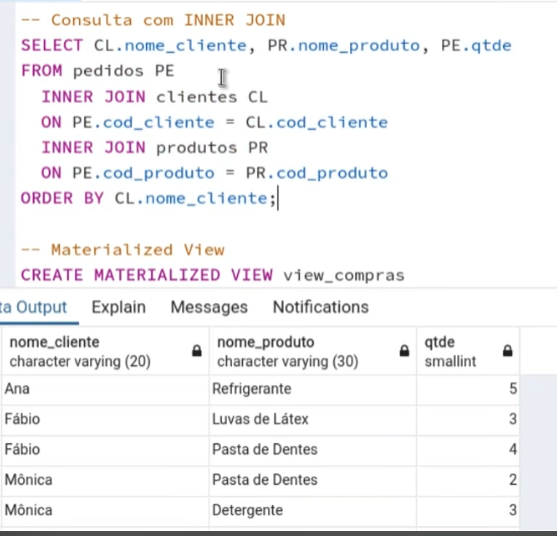 -- Consulta com INNER JOIN
SELECT CL.nome_cliente, PR.nome_produto, PE.qtde
FROM pedidos PE
INNER JOIN clientes CL
ON PE.cod_cliente = CL.cod_cliente
INNER JOIN produtos PR
ON PE.cod_produto = PR.cod_produto
ORDER BY CL.nome_cliente;
-- Materialized View
CREATE MATERIALIZED VIEW view_compras
ta Output Explain Messages Notifications
nome_cliente nome_produto qtde
character varying (20) character varying (30) smallint
Ana Refrigerante 5
Fábio Luvas de Látex 3
Fábio Pasta de Dentes 4
Mônica Pasta de Dentes 2
Mônica Detergente 3